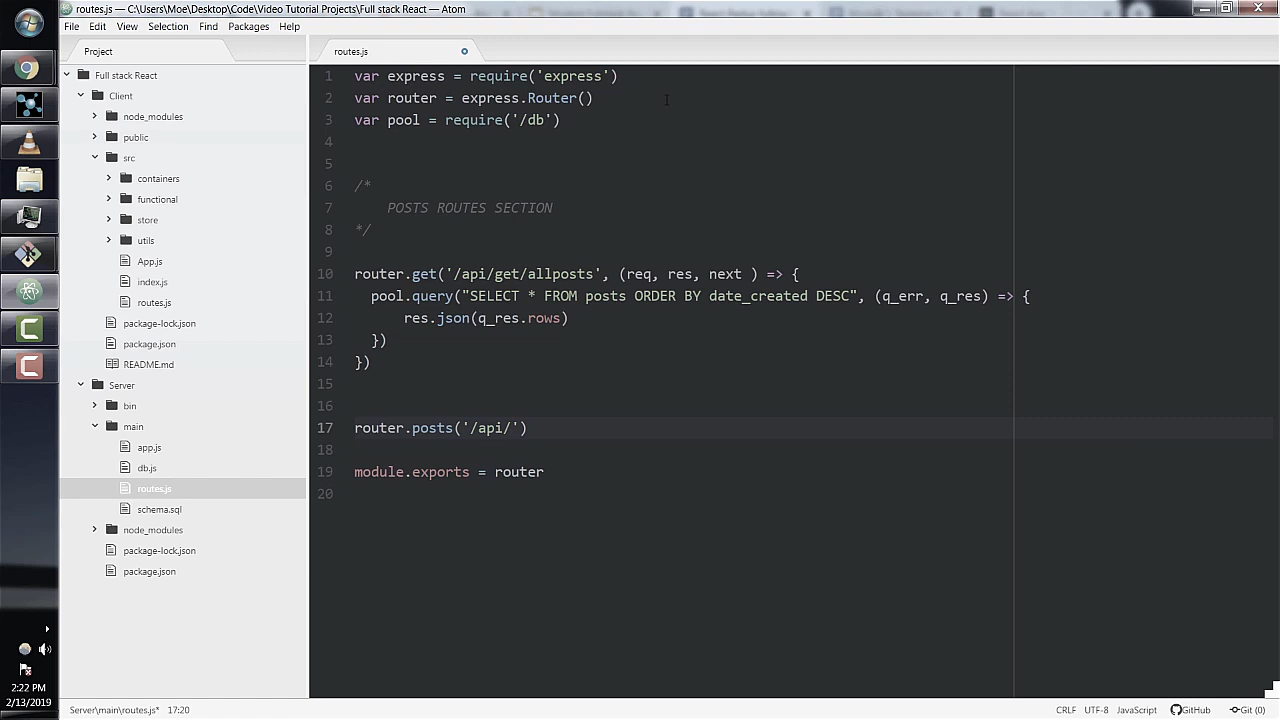 routes.js — C:\Users\Moe\Desktop\Code\Video Tutorial Projects\Full stack React — Atom
File Edit View Selection Find Packages Help
Project
routes.js
Full stack React
Client
node_modules
public
src
containers
functional
store
utils
App.js
index.js
routes.js
package-lock.json
package.json
README.md
Server
bin
main
app.js
db.js
routes.js
schema.sql
node_modules
package-lock.json
package.json
1 var express = require('express')
2 var router = express.Router()
3 var pool = require('/db')
4
5
6 /*
7 POSTS ROUTES SECTION
8 */
9
10 router.get('/api/get/allposts', (req, res, next ) => {
11 pool.query("SELECT * FROM posts ORDER BY date_created DESC", (q_err, q_res) => {
12 res.json(q_res.rows)
13 })
14 })
15
16
17 router.posts('/api/')
18
19 module.exports = router
20
2:22 PM
2/13/2019
Server\main\routes.js* 17:20
CRLF UTF-8 JavaScript GitHub Git (0)